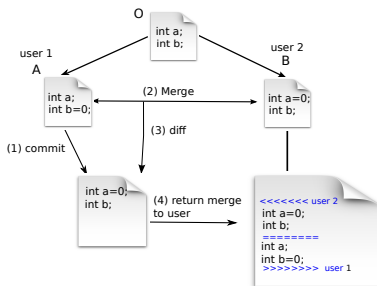 O
int a;
int b;
user 1
A
user 2
B
int a;
int b=0;
(2) Merge
int a=0;
int b;
(3) diff
(1) commit
int a=0;
int b;
(4) return merge
to user
<<<<<<< user 2
int a=0;
int b;
========
int a;
int b=0;
>>>>>>>> user 1